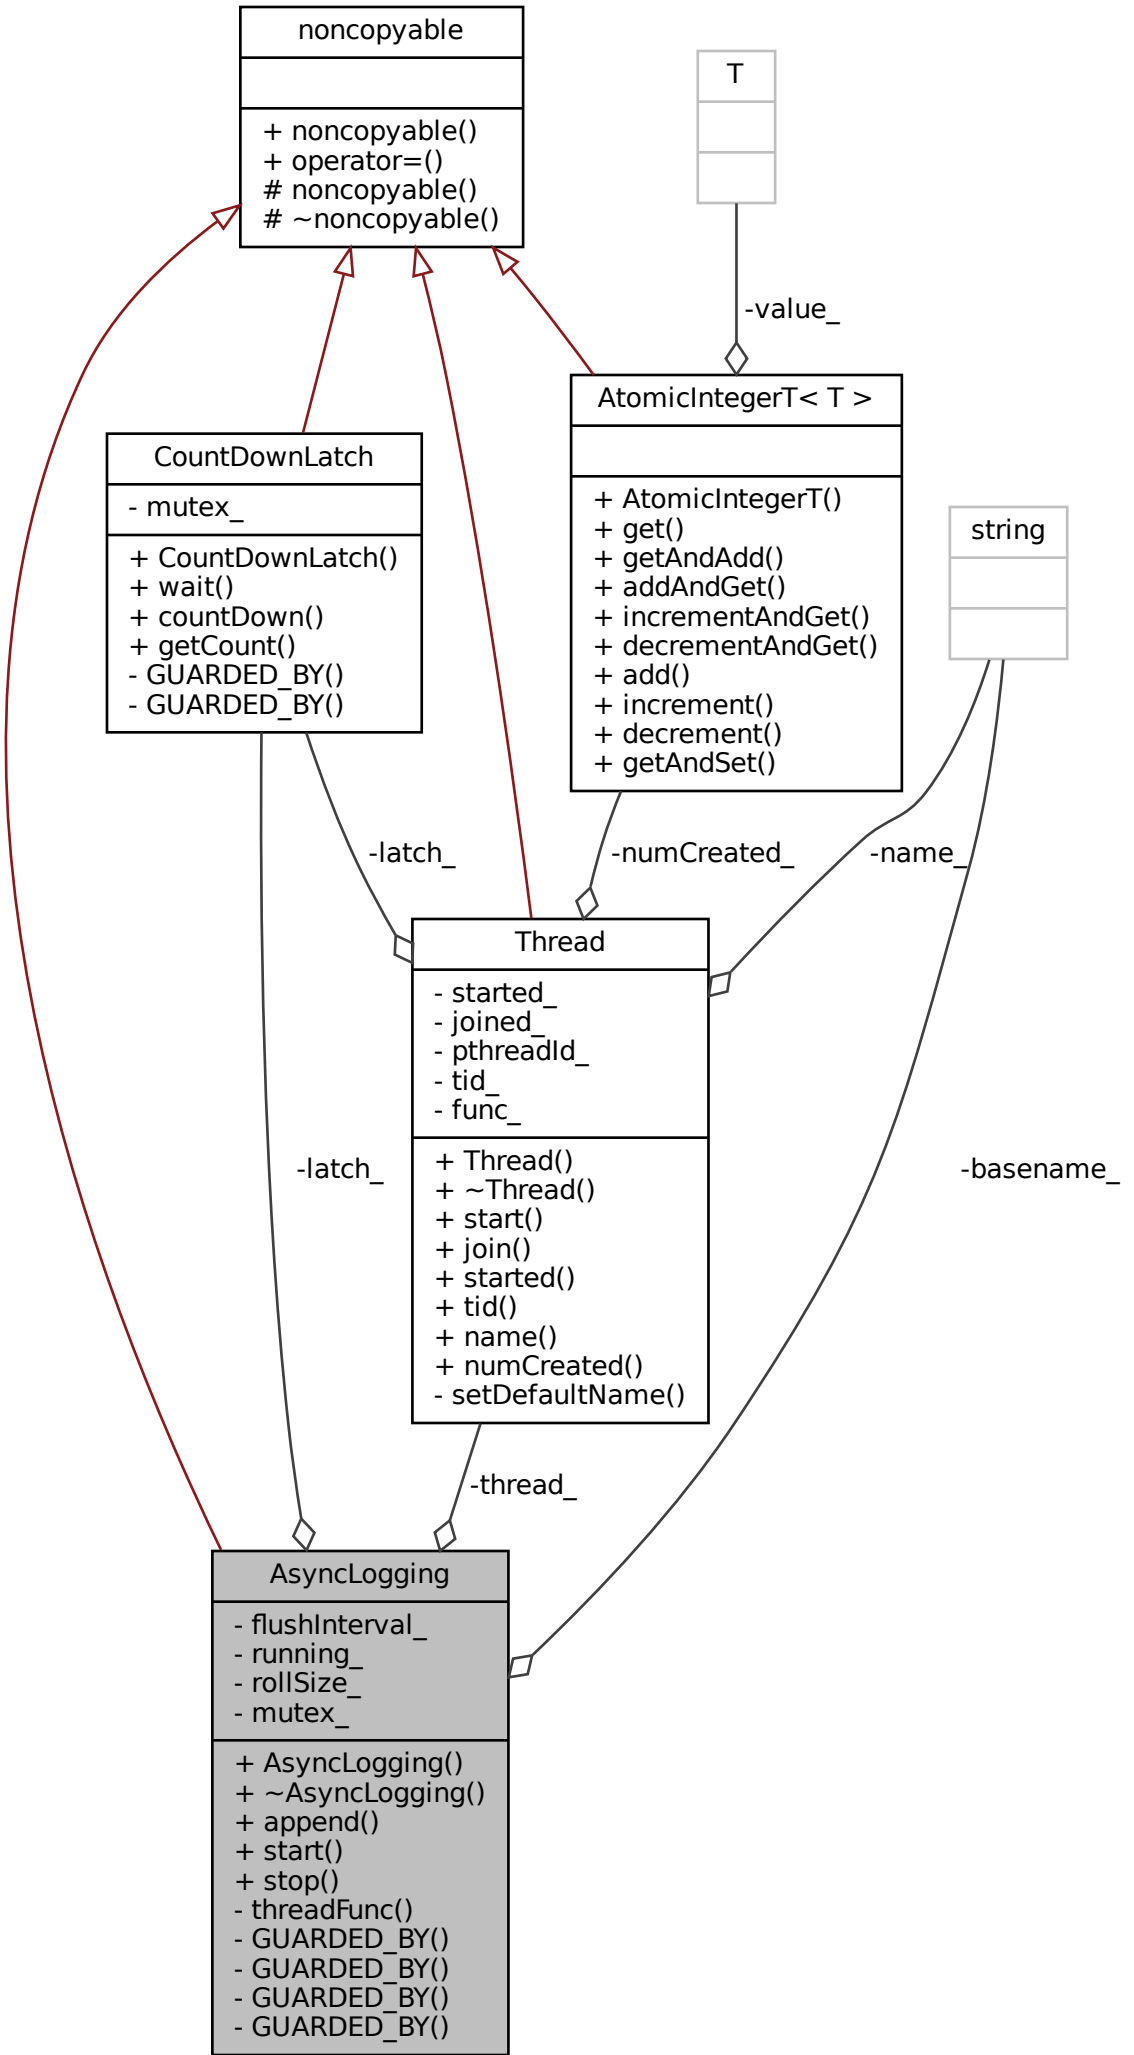 noncopyable
+ noncopyable()
+ operator=()
# noncopyable()
# ~noncopyable()
T
-value_
AtomicIntegerT< T >
+ AtomicIntegerT()
+ get()
+ getAndAdd()
+ addAndGet()
+ incrementAndGet()
+ decrementAndGet()
+ add()
+ increment()
+ decrement()
+ getAndSet()
CountDownLatch
- mutex_
+ CountDownLatch()
+ wait()
+ countDown()
+ getCount()
- GUARDED_BY()
- GUARDED_BY()
string
-latch_
-numCreated_
-name_
Thread
- started_
- joined_
- pthreadId_
- tid_
- func_
+ Thread()
+ ~Thread()
+ start()
+ join()
+ started()
+ tid()
+ name()
+ numCreated()
- setDefaultName()
-latch_
-basename_
-thread_
AsyncLogging
- flushInterval_
- running_
- rollSize_
- mutex_
+ AsyncLogging()
+ ~AsyncLogging()
+ append()
+ start()
+ stop()
- threadFunc()
- GUARDED_BY()
- GUARDED_BY()
- GUARDED_BY()
- GUARDED_BY()